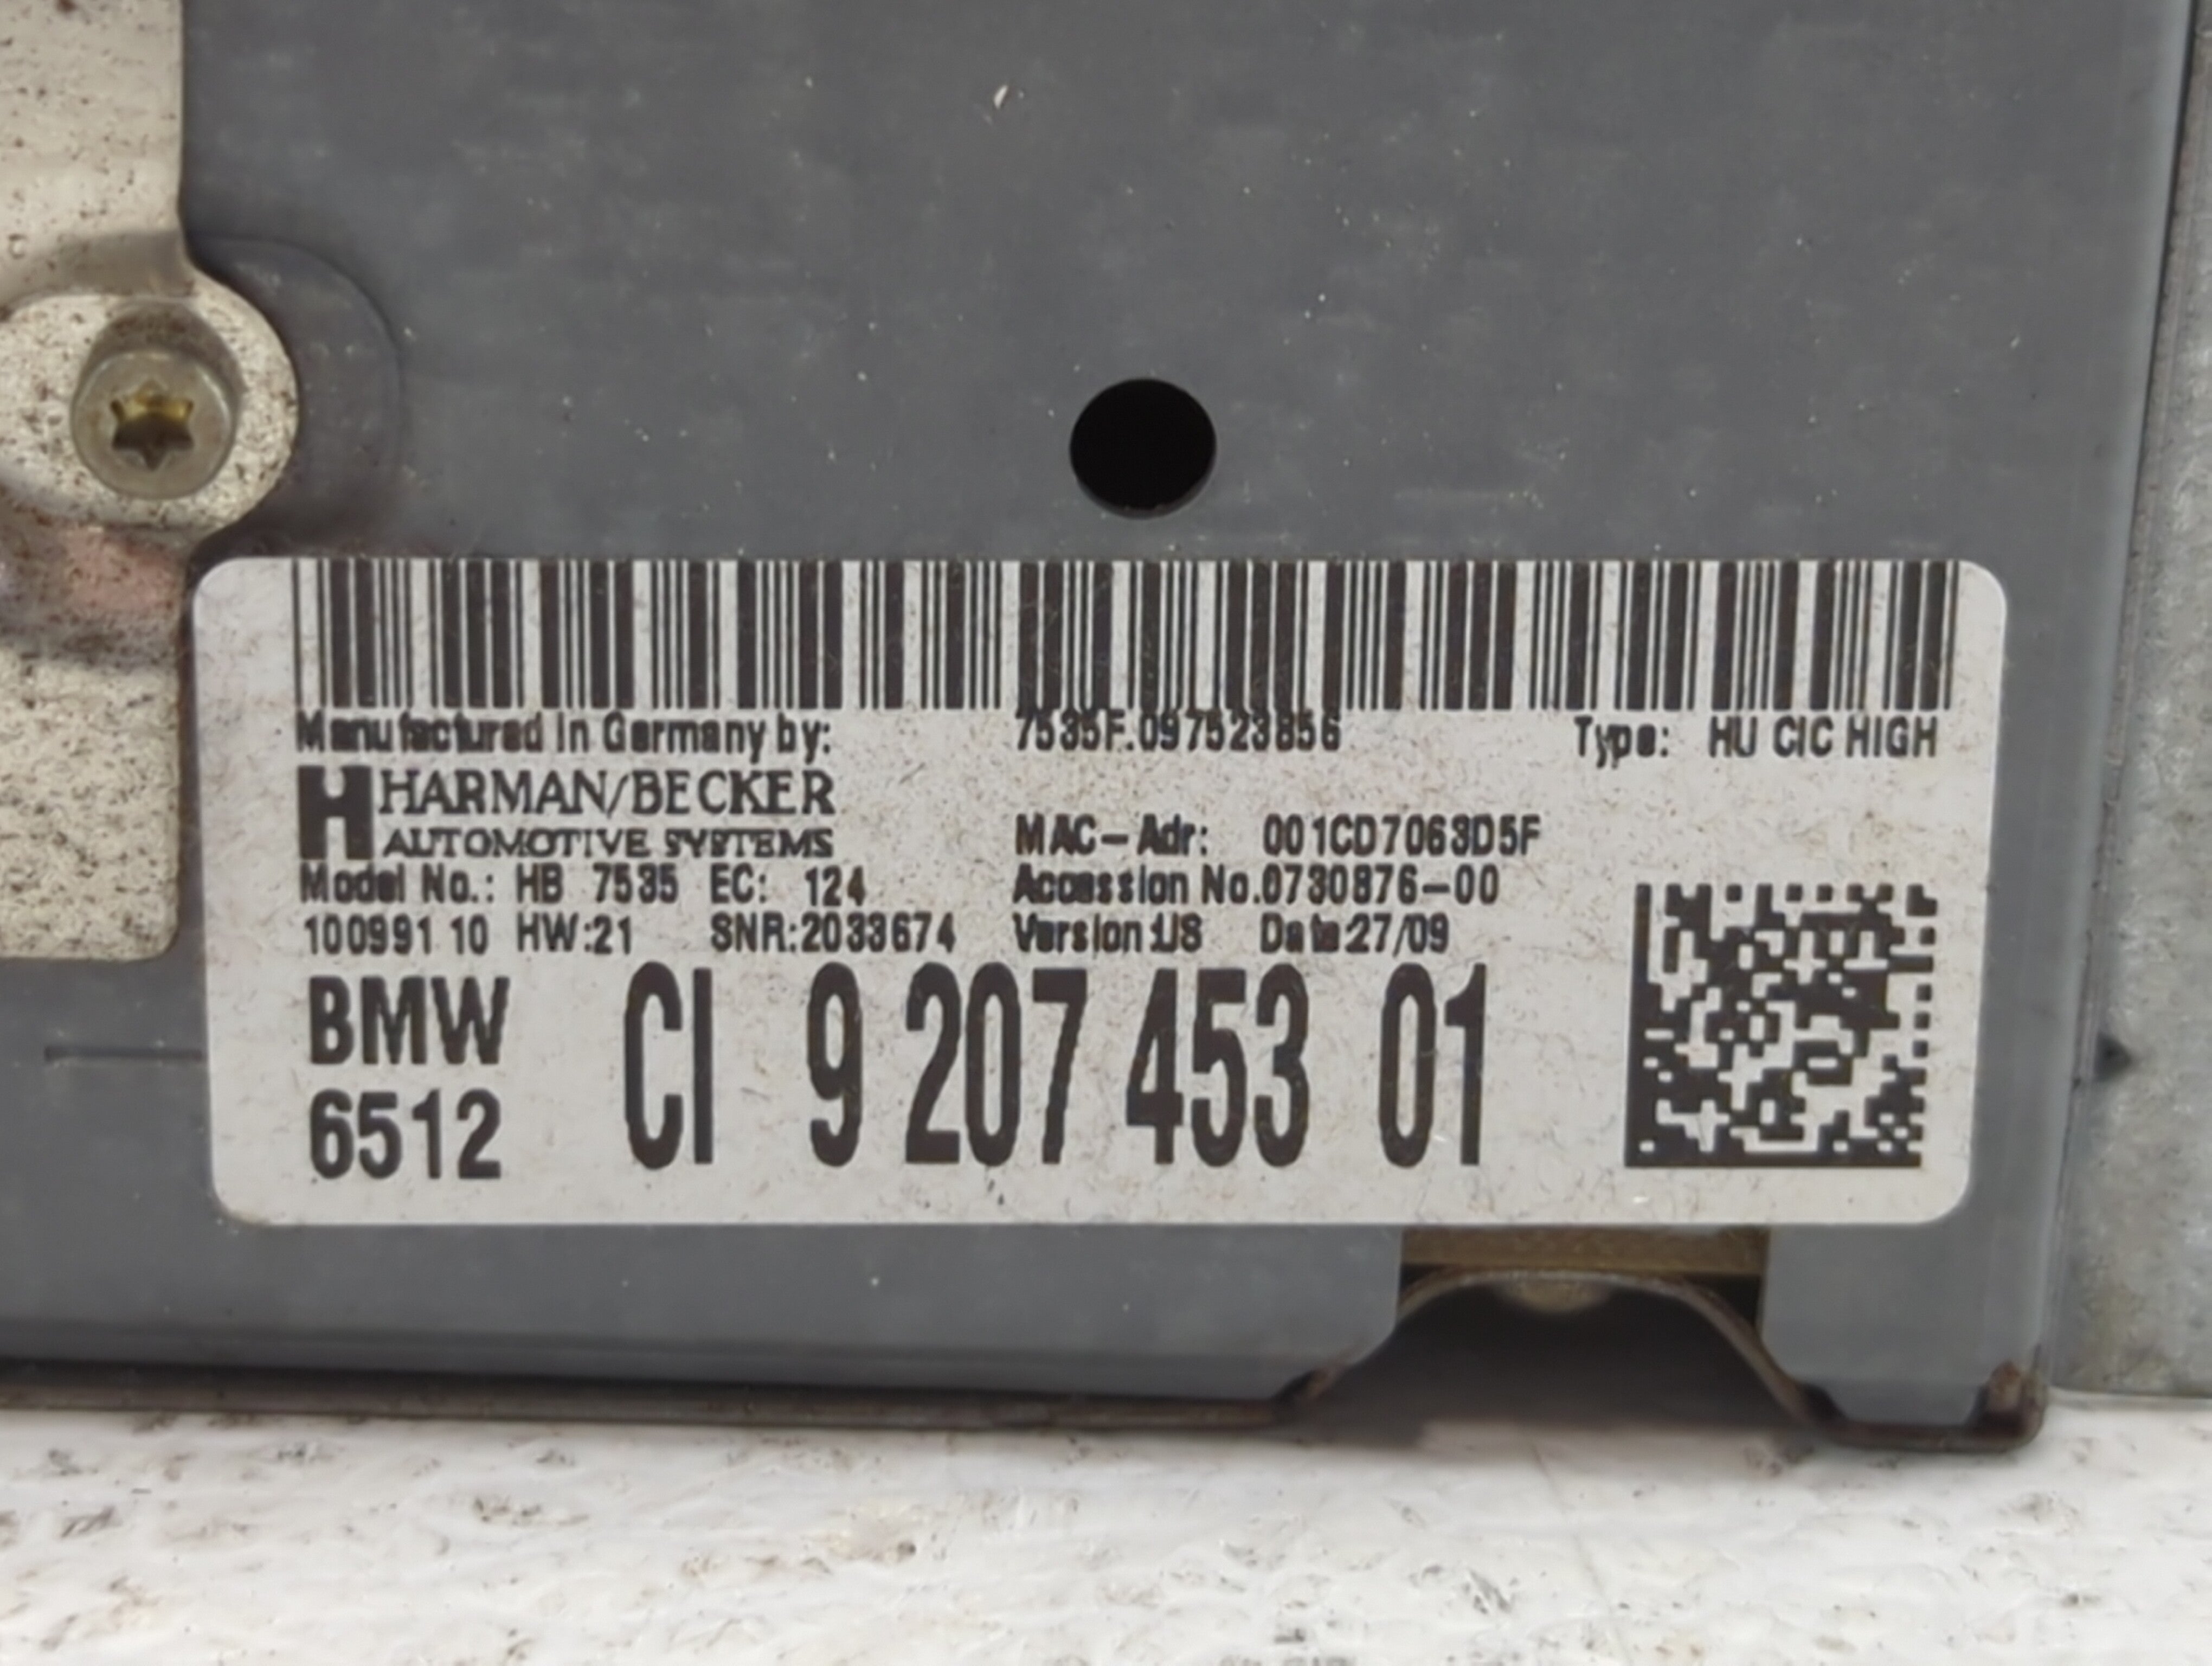 Manufactured in Germany by: 7535F.097523856 Type: HU CIC HIGH
HARMAN/BECKER
AUTOMOTIVE SYSTEMS MAC-Adr: 001CD7063D5F
Model No.: HB 7535 EC: 124 Accession No.0730876-00
100991 10 HW:21 SNR:2033674 Version:US Date:27/09
BMW CI 9 207 453 01
6512